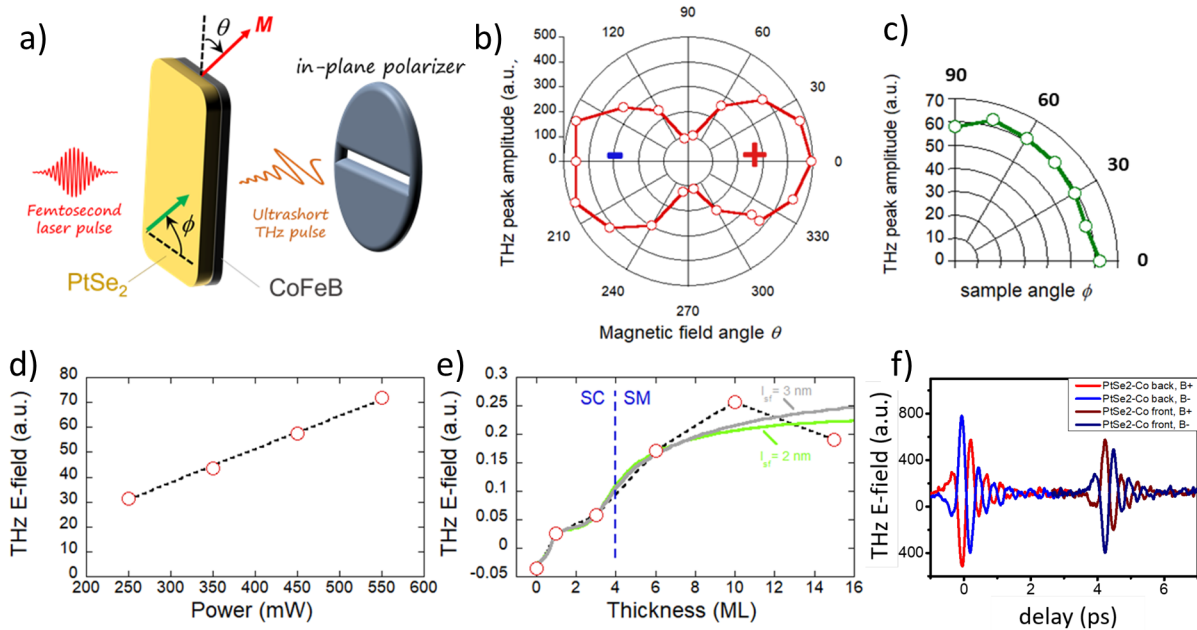 a)
θ
M
in-plane polarizer
Femtosecond
laser pulse
ϕ
Ultrashort
THz pulse
PtSe2
CoFeB
b)
THz peak amplitude (a.u.,
500
400
300
200
100
0
90
120
60
30
0
210
330
240
300
270
-
+
Magnetic field angle θ
c)
THz peak amplitude (a.u.)
90
70
60
50
40
30
20
10
0
60
30
0
sample angle ϕ
d)
THz E-field (a.u.)
80
70
60
50
40
30
20
10
0
200 250 300 350 400 450 500 550 600
Power (mW)
e)
THz E-field (a.u.)
0.3
0.25
0.2
0.15
0.1
0.05
0
-0.05
SC SM
lsf= 3 nm
lsf= 2 nm
0 2 4 6 8 10 12 14 16
Thickness (ML)
f)
THz E-field (a.u.)
800
400
0
400
PtSe2-Co back, B+
PtSe2-Co back, B-
PtSe2-Co front, B+
PtSe2-Co front, B-
0 2 4 6
delay (ps)